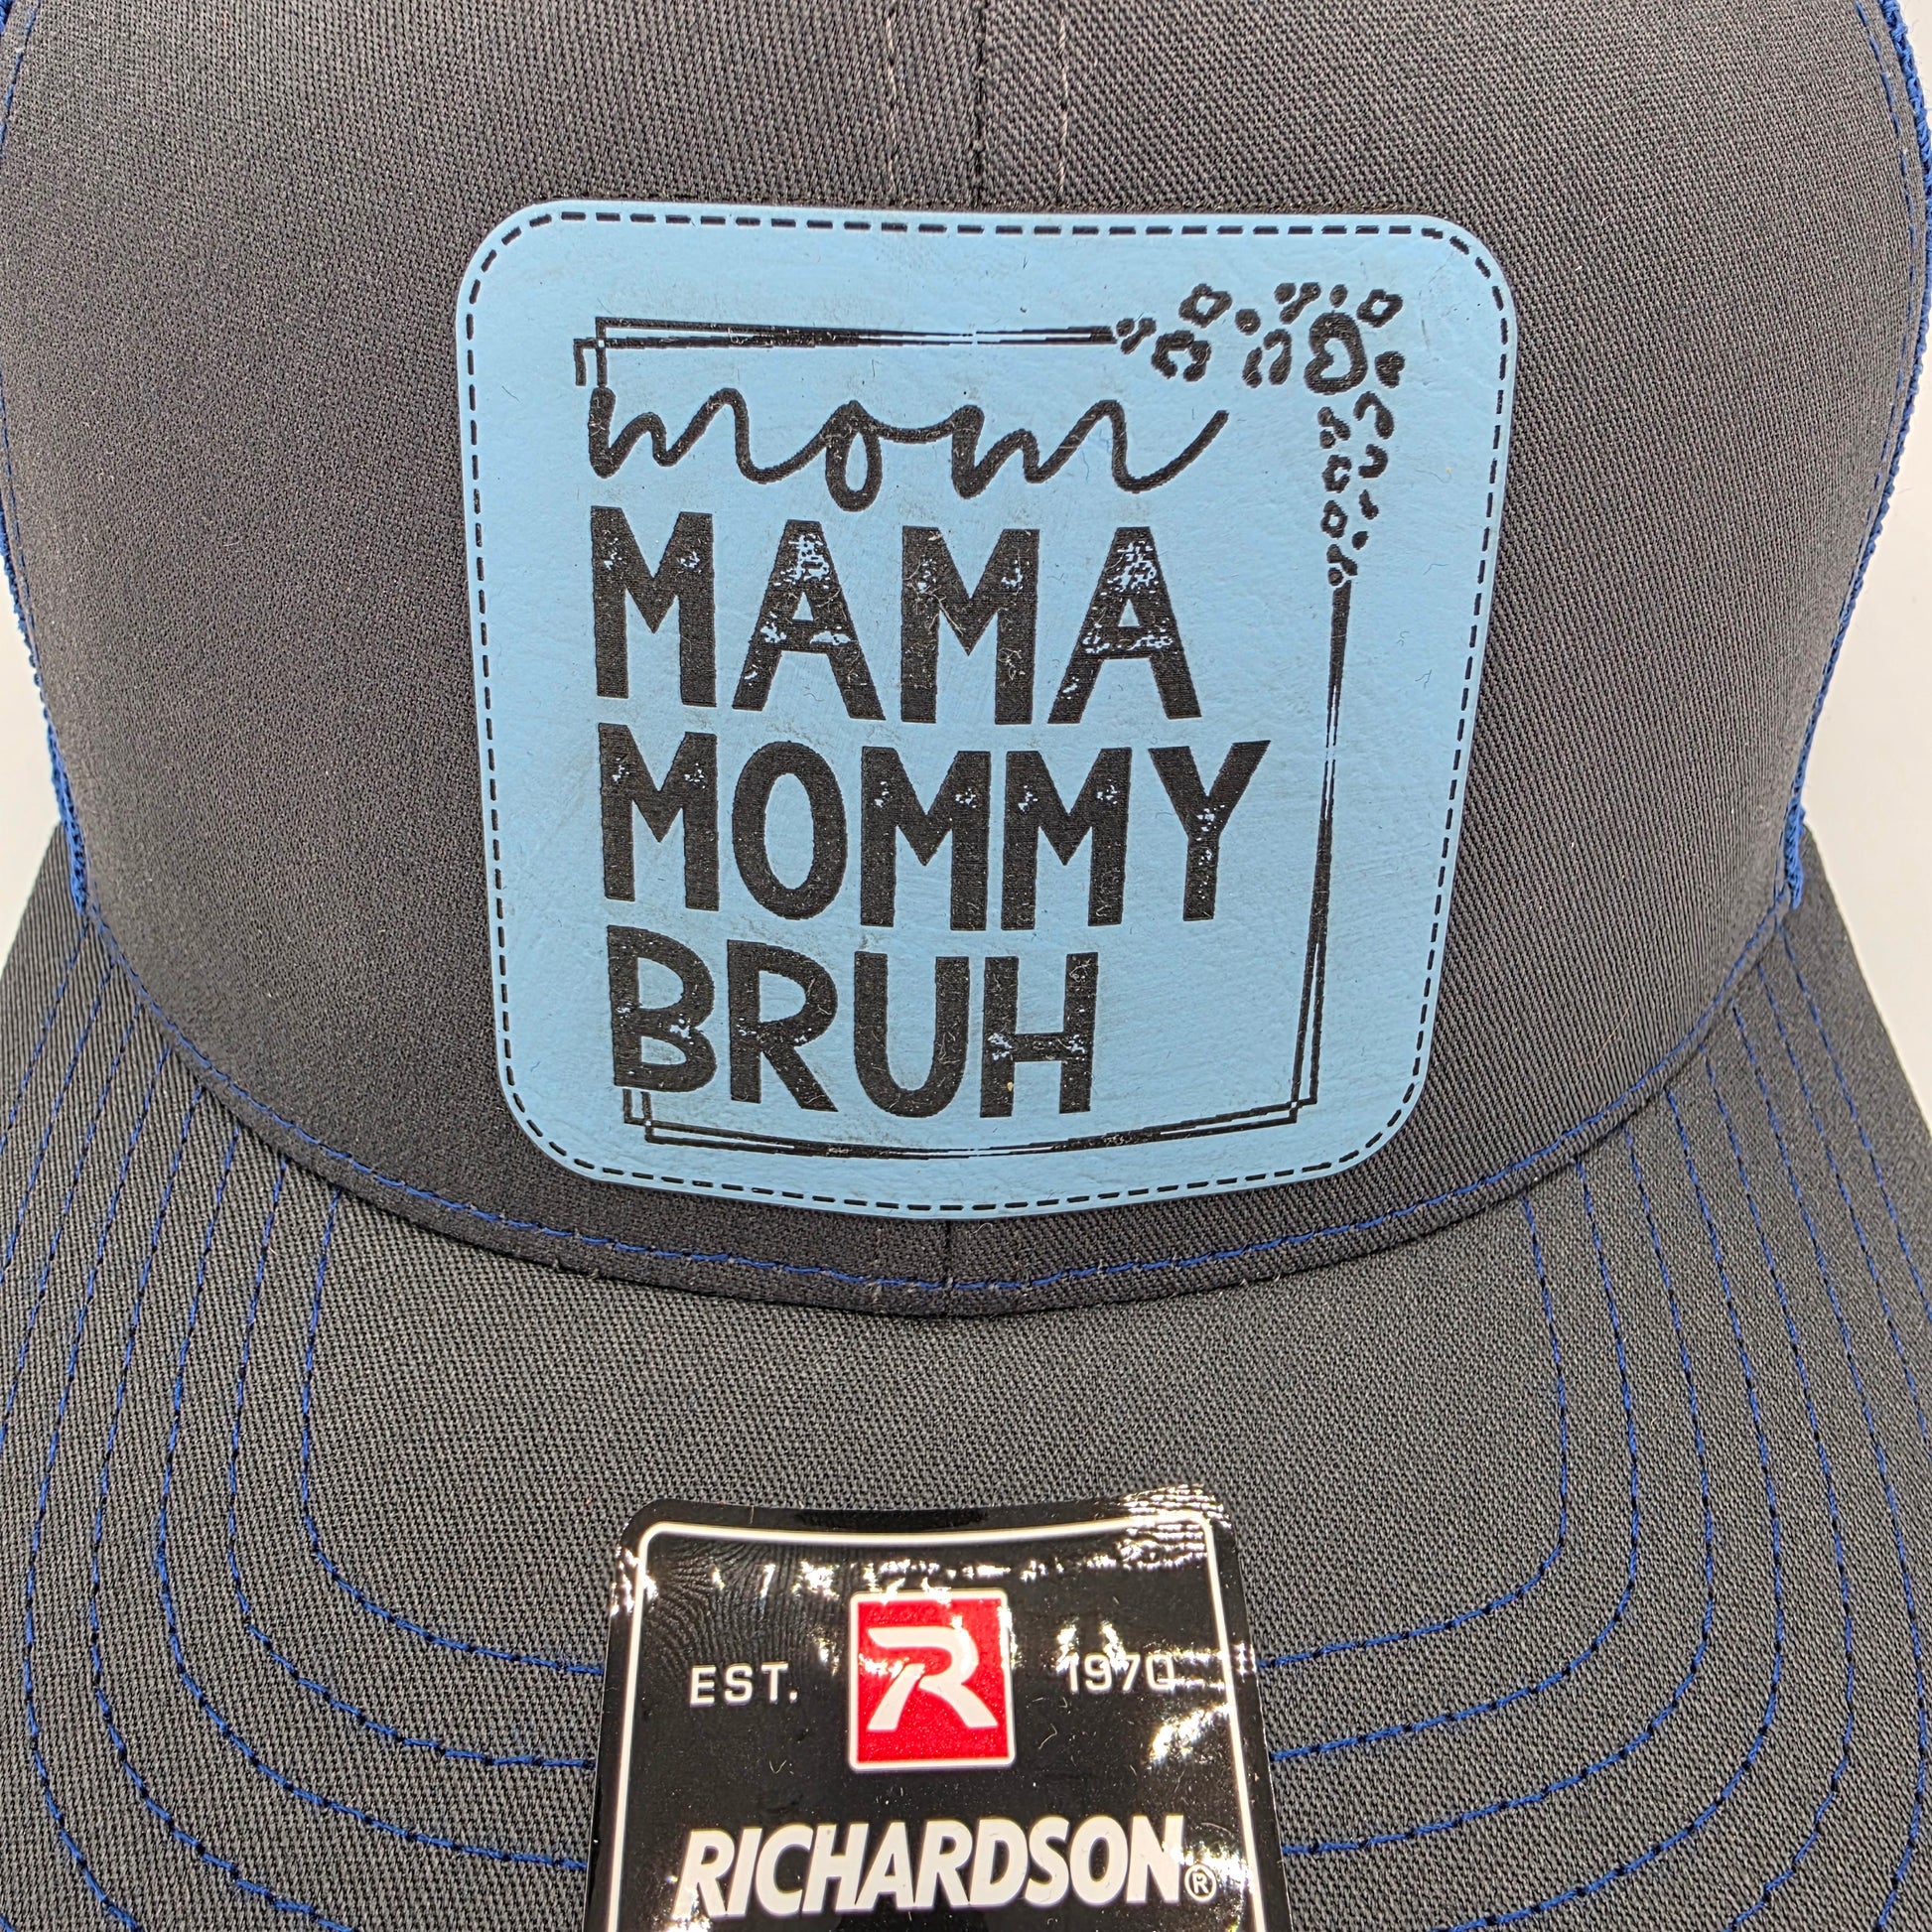 mom
MAMA
MOMMY
BRUH
EST. R 1970
RICHARDSON®